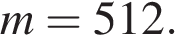 m = 512.